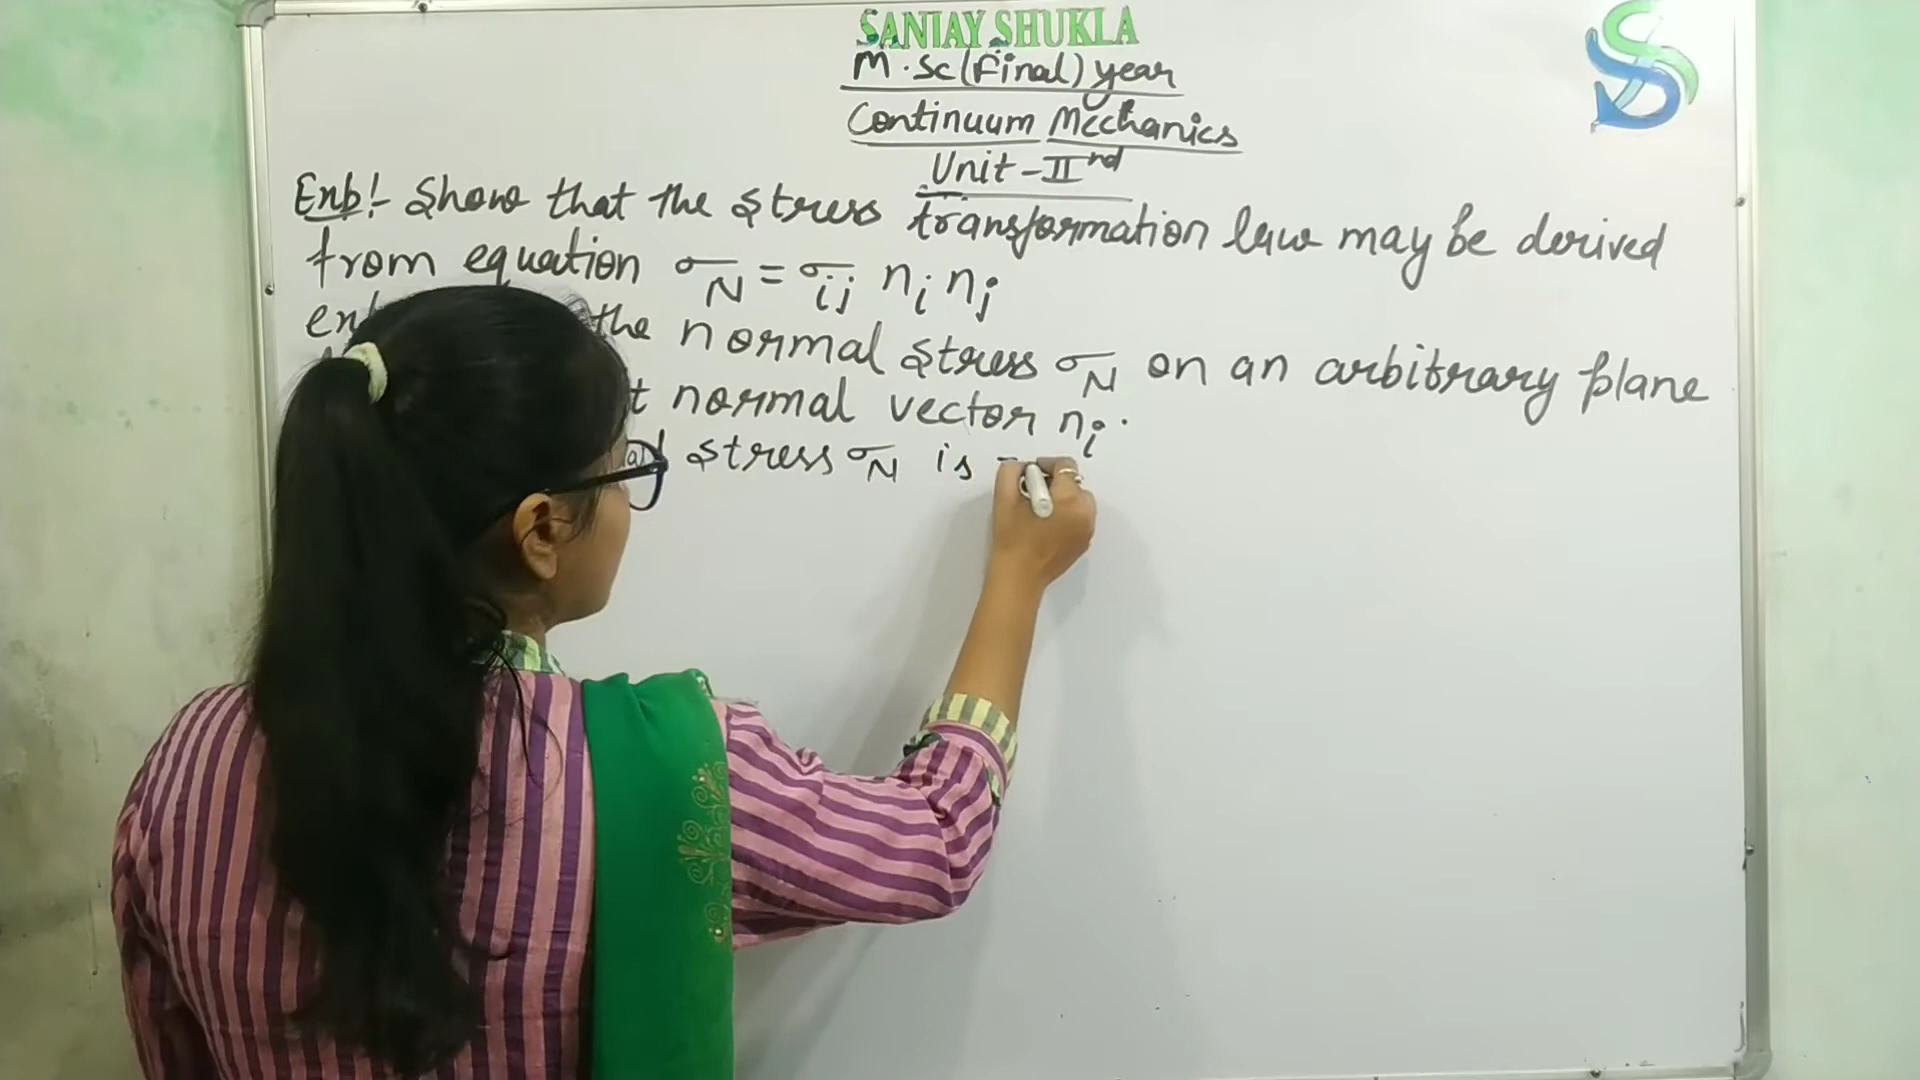 SANJAY SHUKLA
M.Sc(Final) year
Continuum Mechanics
Unit-IInd
Enb!- Show that the stress transformation law may be derived
from equation σN = σij ni nj
the normal stress σN on an arbitrary plane
normal vector ni.
stress σN is